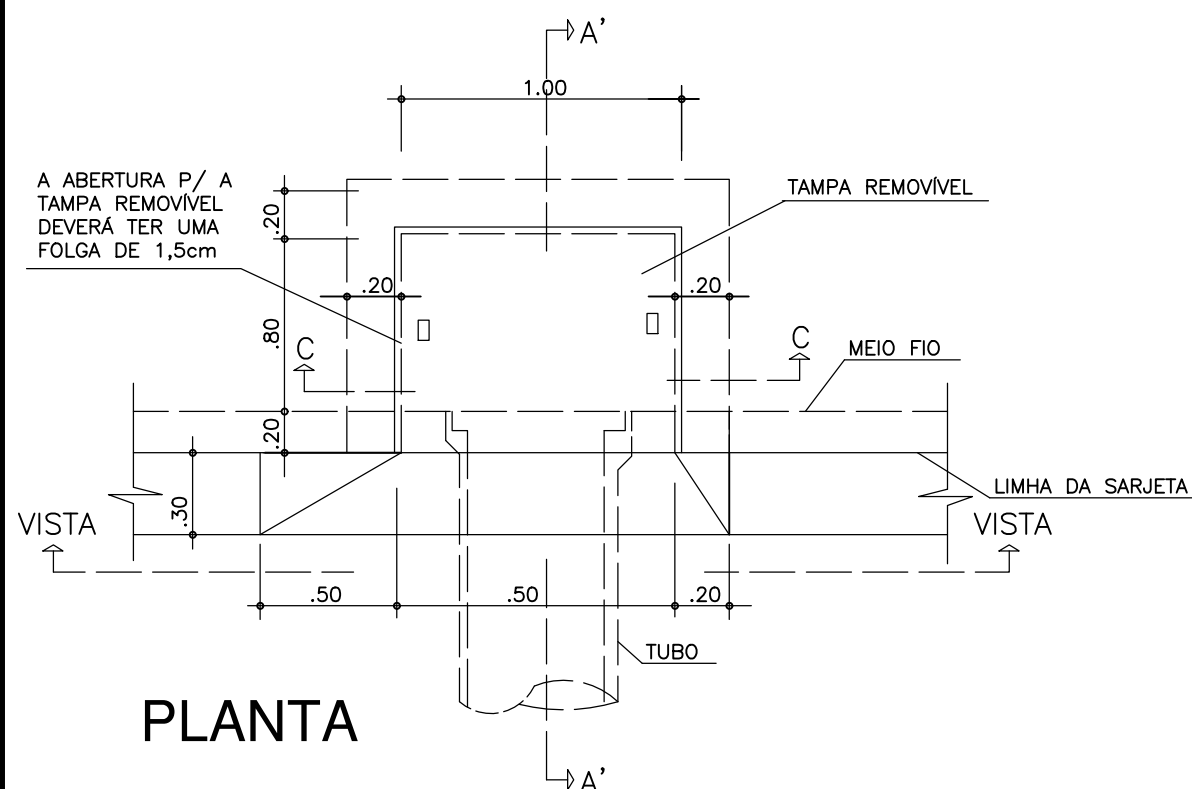 A'
1.00
A ABERTURA P/ A
TAMPA REMOVÍVEL
DEVERÁ TER UMA
FOLGA DE 1,5cm
TAMPA REMOVÍVEL
.20
.20
.20
.80
C
C
MEIO FIO
.20
LIMHA DA SARJETA
.30
VISTA
VISTA
.50
.50
.20
TUBO
PLANTA
A'